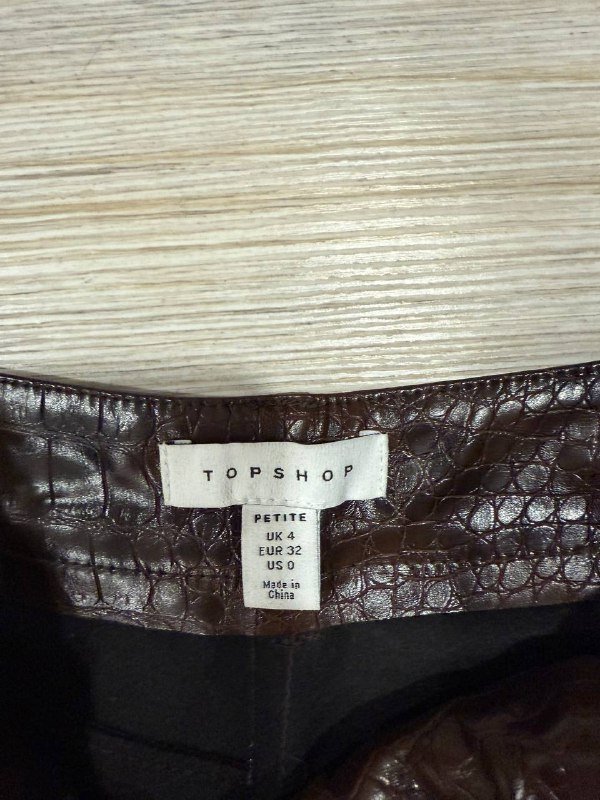 TOPSHOP
PETITE
UK 4
EUR 32
US 0
Made in
China